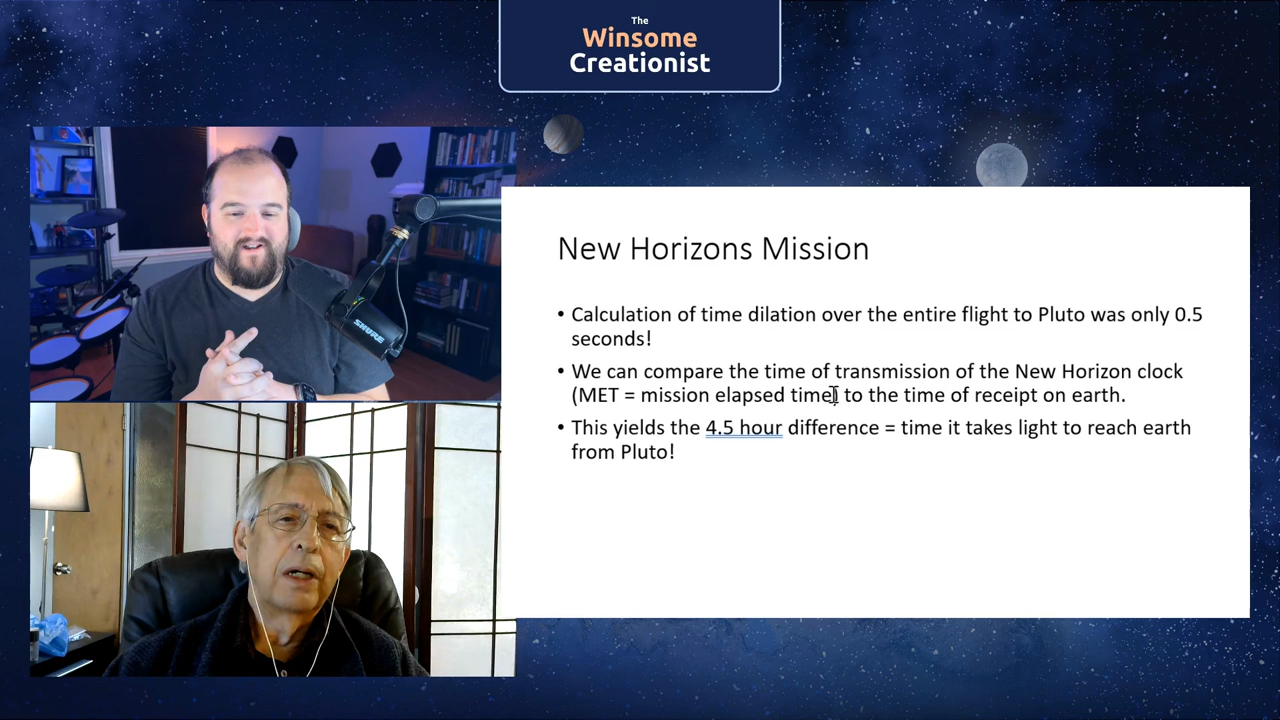 The
Winsome
Creationist
SHURE
New Horizons Mission
• Calculation of time dilation over the entire flight to Pluto was only 0.5
seconds!
• We can compare the time of transmission of the New Horizon clock
(MET = mission elapsed time) to the time of receipt on earth.
• This yields the 4.5 hour difference = time it takes light to reach earth
from Pluto!